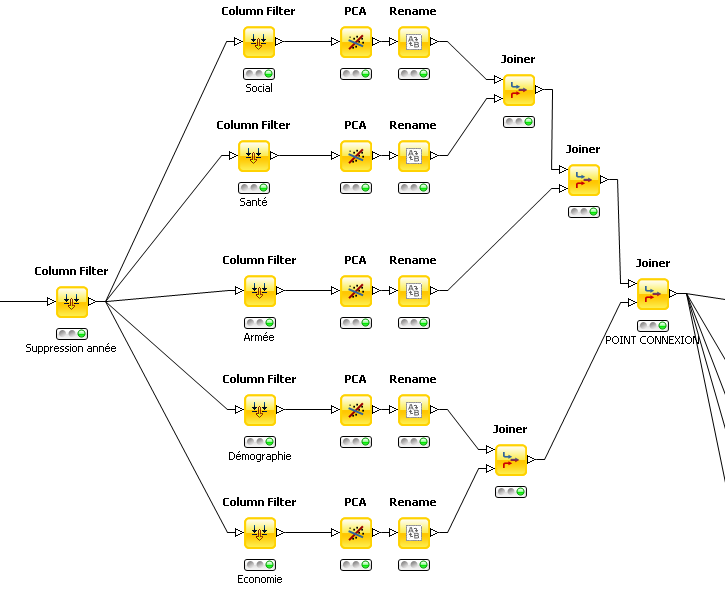 Column Filter PCA Rename
Joiner
Social
Column Filter PCA Rename
Joiner
Santé
Column Filter PCA Rename
Joiner
Column Filter
Armée
POINT CONNEXION
Suppression année
Column Filter PCA Rename
Joiner
Démographie
Column Filter PCA Rename
Economie